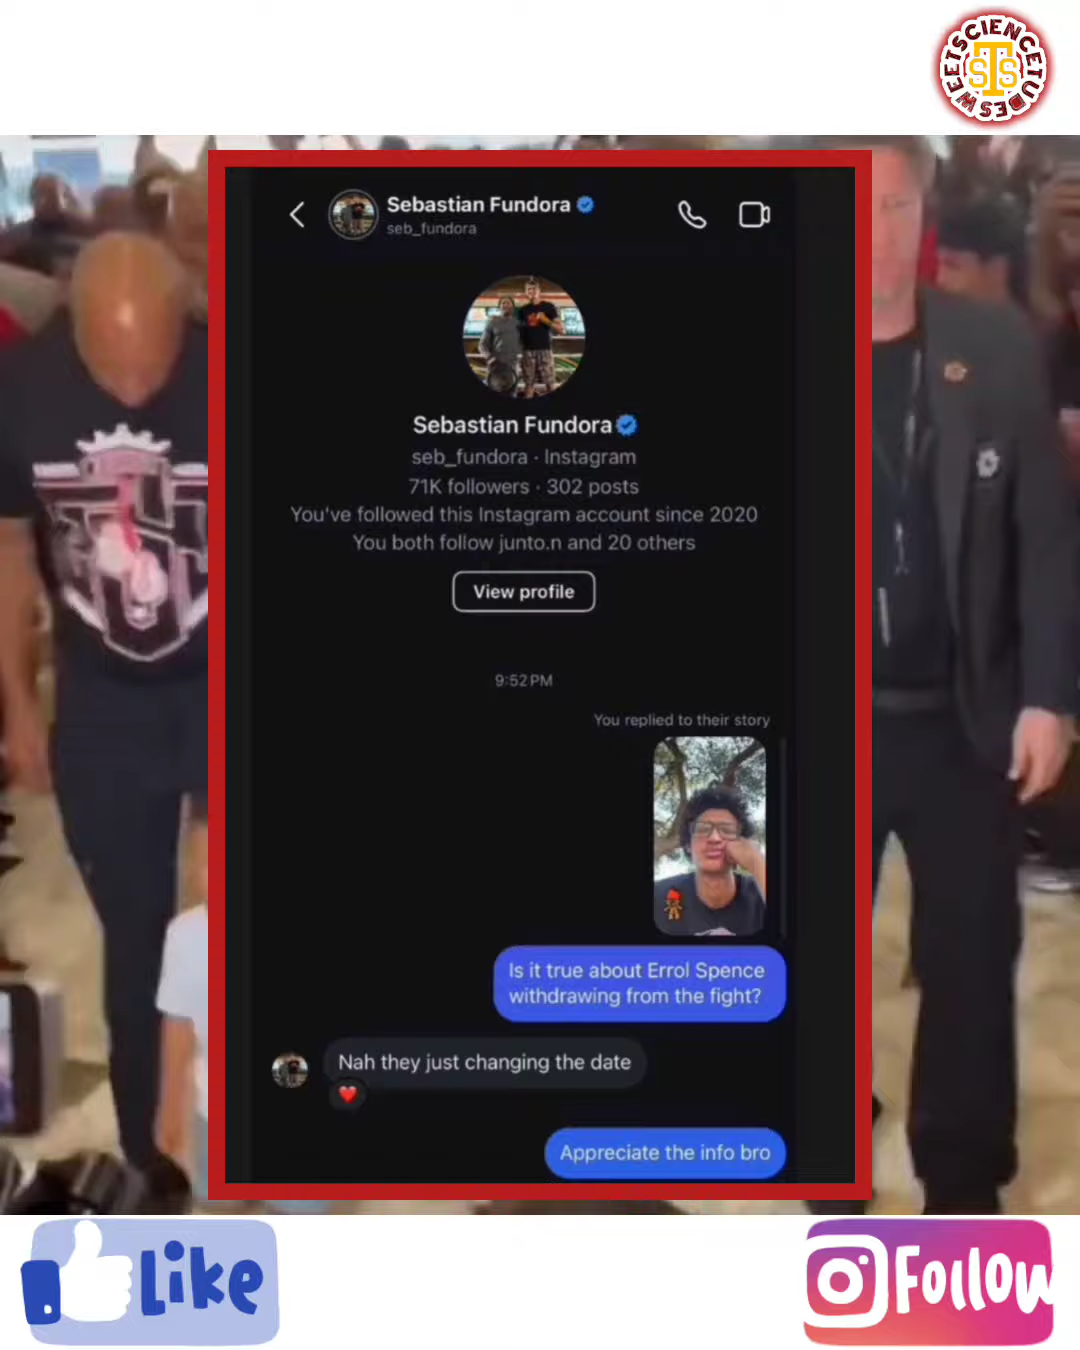 SWEETSCIENCETUBE
STS
Sebastian Fundora
seb_fundora
Sebastian Fundora
seb_fundora · Instagram
71K followers · 302 posts
You've followed this Instagram account since 2020
You both follow junto.n and 20 others
View profile
9:52 PM
You replied to their story
Is it true about Errol Spence
withdrawing from the fight?
Nah they just changing the date
Appreciate the info bro
Like
Follow